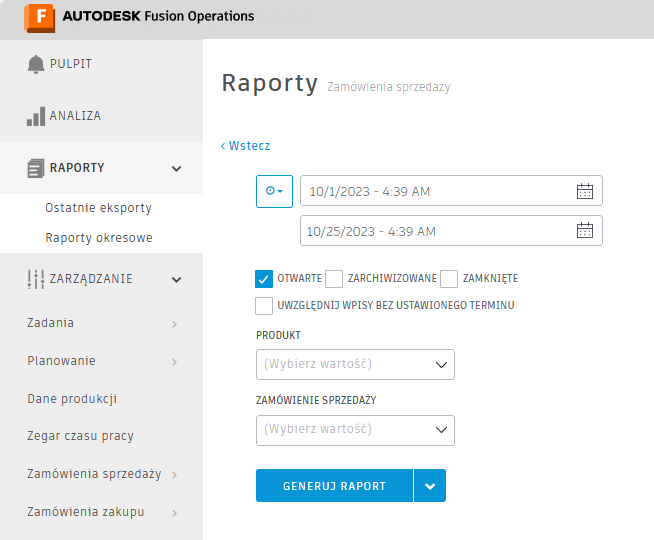 F AUTODESK Fusion Operations
PULPIT
ANALIZA
RAPORTY
Ostatnie eksporty
Raporty okresowe
ZARZĄDZANIE
Zadania
Planowanie
Dane produkcji
Zegar czasu pracy
Zamówienia sprzedaży
Zamówienia zakupu
Raporty Zamówienia sprzedaży
Wstecz
10/1/2023 - 4:39 AM
10/25/2023 - 4:39 AM
OTWARTE ZARCHIWIZOWANE ZAMKNIĘTE
UWZGLĘDNIJ WPISY BEZ USTAWIONEGO TERMINU
PRODUKT
(Wybierz wartość)
ZAMÓWIENIE SPRZEDAŻY
(Wybierz wartość)
GENERUJ RAPORT